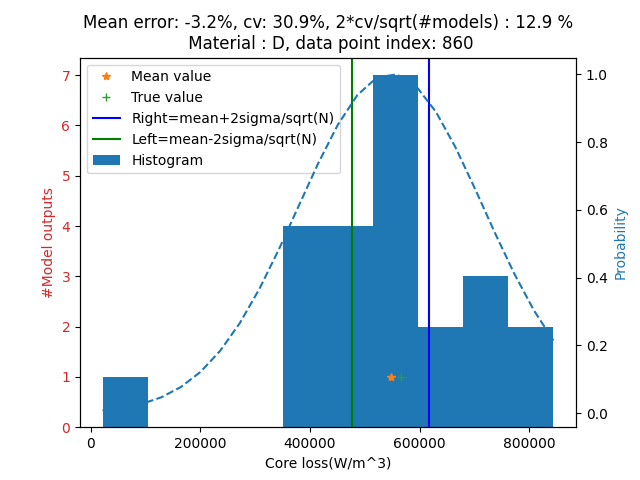 Mean error: -3.2%, cv: 30.9%, 2*cv/sqrt(#models) : 12.9 %
Material : D, data point index: 860
Mean value
True value
Right=mean+2sigma/sqrt(N)
Left=mean-2sigma/sqrt(N)
Histogram
#Model outputs
7
6
5
4
3
2
1
0
1.0
0.8
0.6
0.4
0.2
0.0
Probability
0
200000
400000
600000
800000
Core loss(W/m^3)